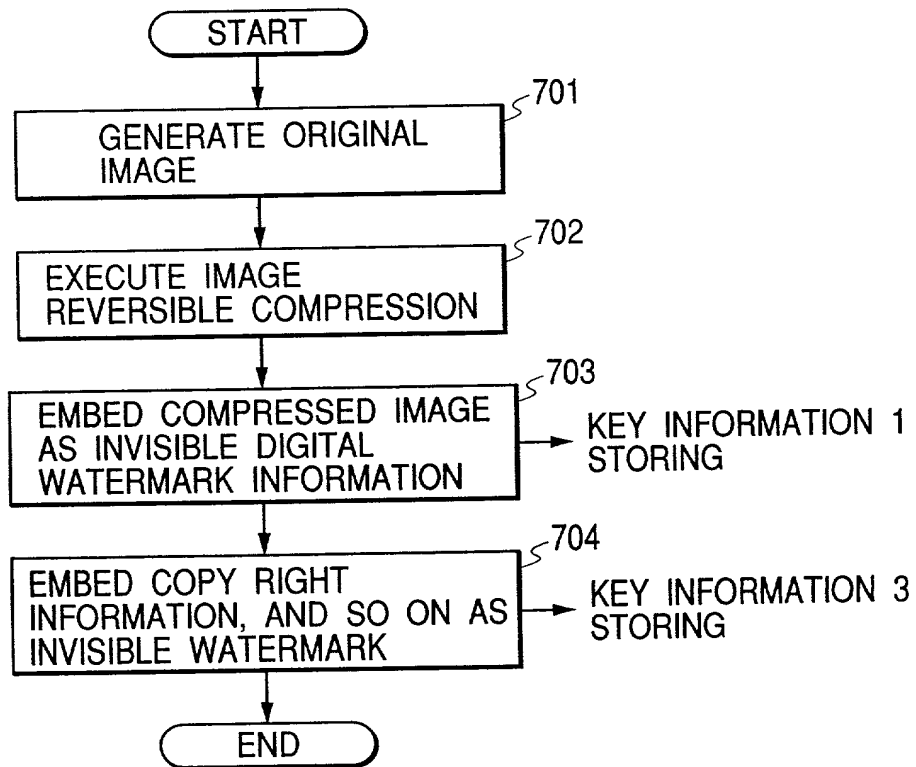 START
701
GENERATE ORIGINAL
IMAGE
702
EXECUTE IMAGE
REVERSIBLE COMPRESSION
703
EMBED COMPRESSED IMAGE
AS INVISIBLE DIGITAL
WATERMARK INFORMATION
KEY INFORMATION 1
STORING
704
EMBED COPY RIGHT
INFORMATION, AND SO ON AS
INVISIBLE WATERMARK
KEY INFORMATION 3
STORING
END